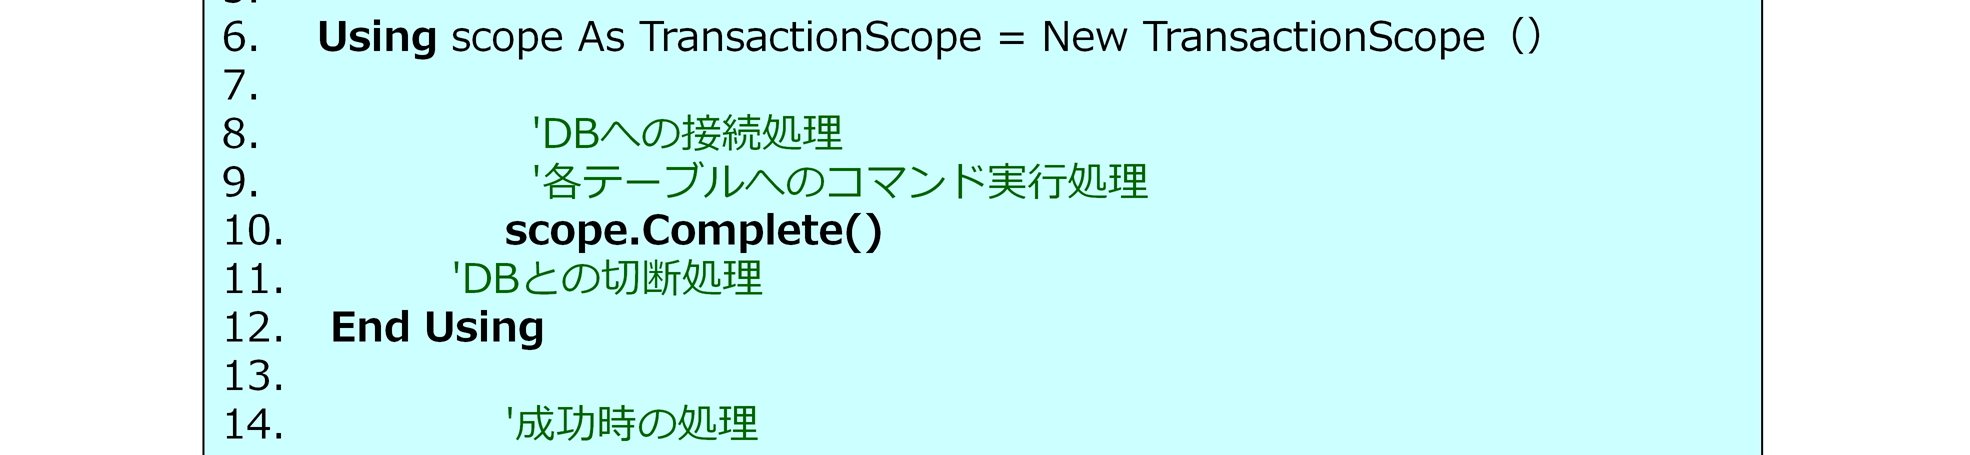 6. Using scope As TransactionScope = New TransactionScope（）
7.
8. 'DBへの接続処理
9. '各テーブルへのコマンド実行処理
10. scope.Complete()
11. 'DBとの切断処理
12. End Using
13.
14. '成功時の処理